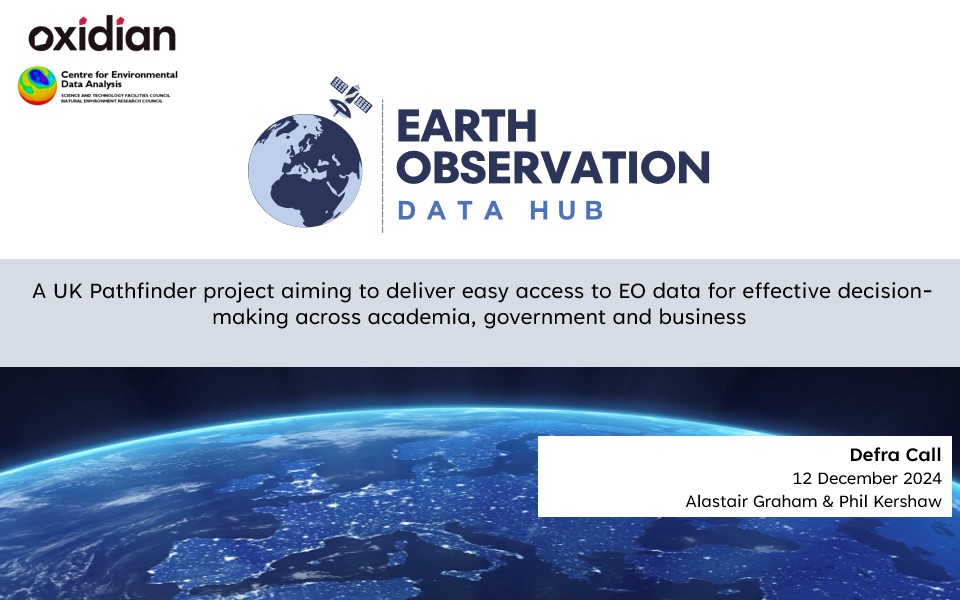 oxidian
Centre for Environmental
Data Analysis
SCIENCE AND TECHNOLOGY FACILITIES COUNCIL
NATURAL ENVIRONMENT RESEARCH COUNCIL
EARTH
OBSERVATION
DATA HUB
A UK Pathfinder project aiming to deliver easy access to EO data for effective decision-
making across academia, government and business
Defra Call
12 December 2024
Alastair Graham & Phil Kershaw